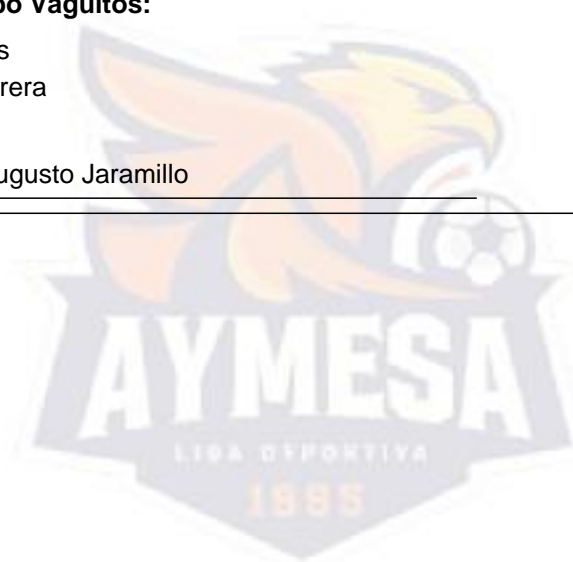 po Vaguitos:
s
rera
ugusto Jaramillo
AYMESA
LIGA DEPORTIVA
1995